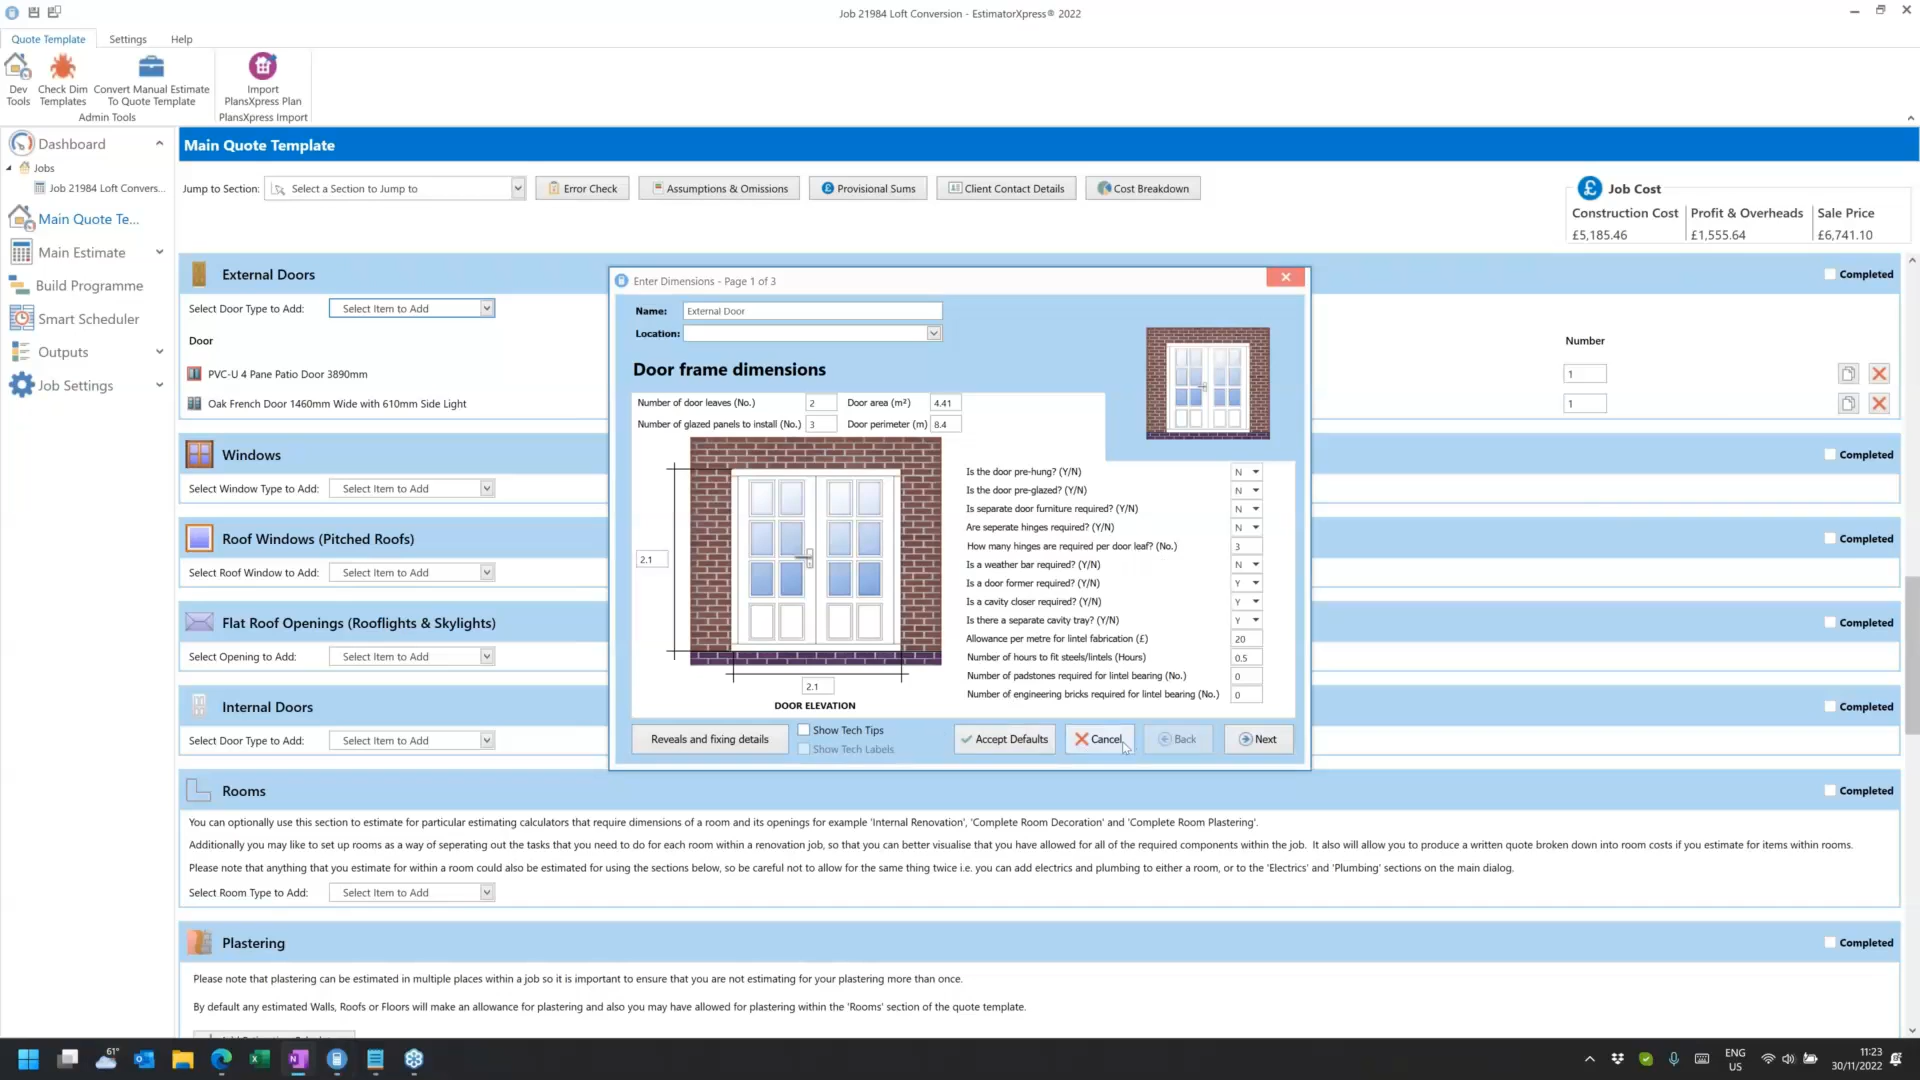 Job 21984 Loft Conversion - EstimatorXpress® 2022
Quote Template
Settings
Help
Dev Tools
Check Dim Templates
Convert Manual Estimate To Quote Template
Import PlansXpress Plan
Admin Tools
PlansXpress Import
Dashboard
Jobs
Job 21984 Loft Convers...
Main Quote Te...
Main Estimate
Build Programme
Smart Scheduler
Outputs
Job Settings
Main Quote Template
Jump to Section:
Select a Section to Jump to
Error Check
Assumptions & Omissions
Provisional Sums
Client Contact Details
Cost Breakdown
Job Cost
Construction Cost
Profit & Overheads
Sale Price
£5,185.46
£1,555.64
£6,741.10
External Doors
Completed
Select Door Type to Add:
Select Item to Add
Door
Number
PVC-U 4 Pane Patio Door 3890mm
1
Oak French Door 1460mm Wide with 610mm Side Light
1
Windows
Completed
Select Window Type to Add:
Select Item to Add
Roof Windows (Pitched Roofs)
Completed
Select Roof Window to Add:
Select Item to Add
Flat Roof Openings (Rooflights & Skylights)
Completed
Select Opening to Add:
Select Item to Add
Internal Doors
Completed
Select Door Type to Add:
Select Item to Add
Enter Dimensions - Page 1 of 3
Name:
External Door
Location:
Door frame dimensions
Number of door leaves (No.)
2
Door area (m²)
4.41
Number of glazed panels to install (No.)
3
Door perimeter (m)
8.4
2.1
2.1
DOOR ELEVATION
Is the door pre-hung? (Y/N)
N
Is the door pre-glazed? (Y/N)
N
Is separate door furniture required? (Y/N)
N
Are seperate hinges required? (Y/N)
N
How many hinges are required per door leaf? (No.)
3
Is a weather bar required? (Y/N)
N
Is a door former required? (Y/N)
Y
Is a cavity closer required? (Y/N)
Y
Is there a separate cavity tray? (Y/N)
Y
Allowance per metre for lintel fabrication (£)
20
Number of hours to fit steels/lintels (Hours)
0.5
Number of padstones required for lintel bearing (No.)
0
Number of engineering bricks required for lintel bearing (No.)
0
Reveals and fixing details
Show Tech Tips
Show Tech Labels
Accept Defaults
Cancel
Back
Next
Rooms
Completed
You can optionally use this section to estimate for particular estimating calculators that require dimensions of a room and its openings for example 'Internal Renovation', 'Complete Room Decoration' and 'Complete Room Plastering'.
Additionally you may like to set up rooms as a way of seperating out the tasks that you need to do for each room within a renovation job, so that you can better visualise that you have allowed for all of the required components within the job. It also will allow you to produce a written quote broken down into room costs if you estimate for items within rooms.
Please note that anything that you estimate for within a room could also be estimated for using the sections below, so be careful not to allow for the same thing twice i.e. you can add electrics and plumbing to either a room, or to the 'Electrics' and 'Plumbing' sections on the main dialog.
Select Room Type to Add:
Select Item to Add
Plastering
Completed
Please note that plastering can be estimated in multiple places within a job so it is important to ensure that you are not estimating for your plastering more than once.
By default any estimated Walls, Roofs or Floors will make an allowance for plastering and also you may have allowed for plastering within the 'Rooms' section of the quote template.
61°
ENG
US
11:23
30/11/2022